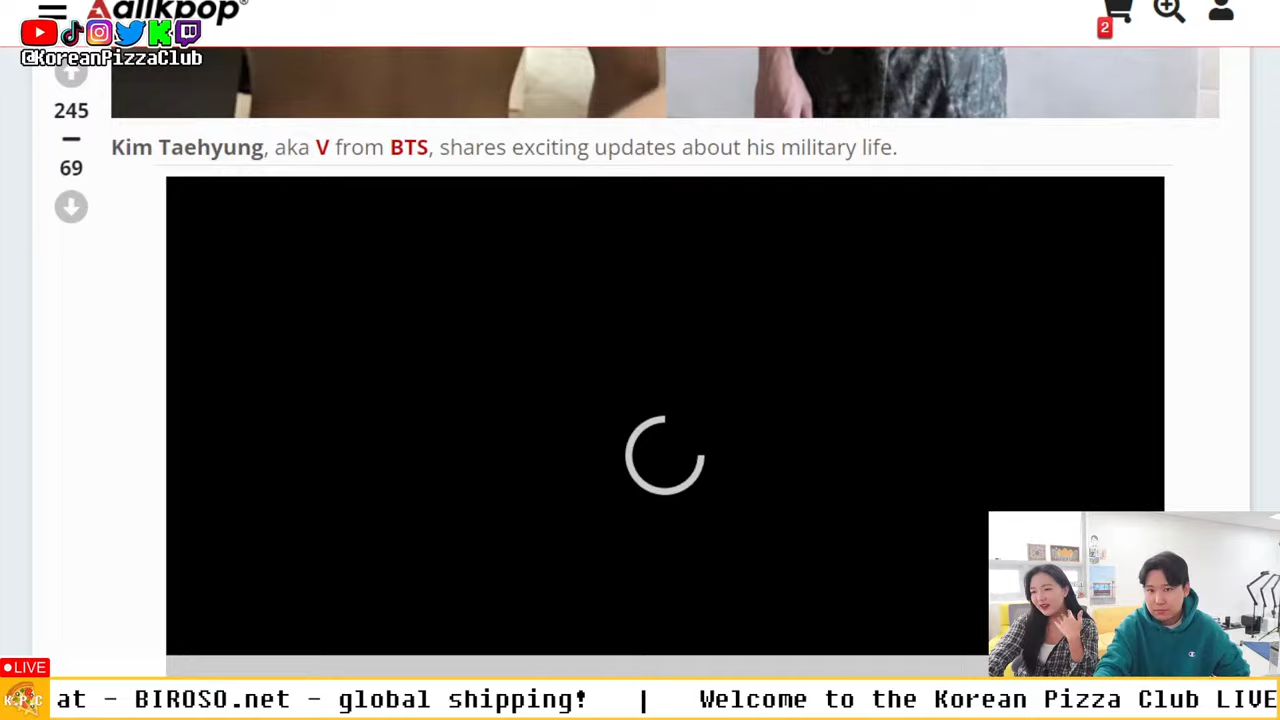 allkpop
2
@KoreanPizzaClub
245
69
Kim Taehyung, aka V from BTS, shares exciting updates about his military life.
LIVE
K.P.C
at - BIROSO.net - global shipping! | Welcome to the Korean Pizza Club LIVE